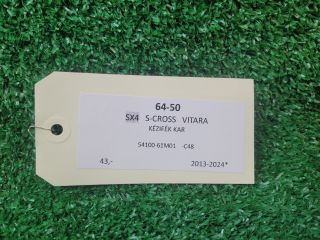 64-50
SX4 S-CROSS VITARA
KÉZIFÉK KAR
54100-61M01 -C48
43,- 2013-2024*